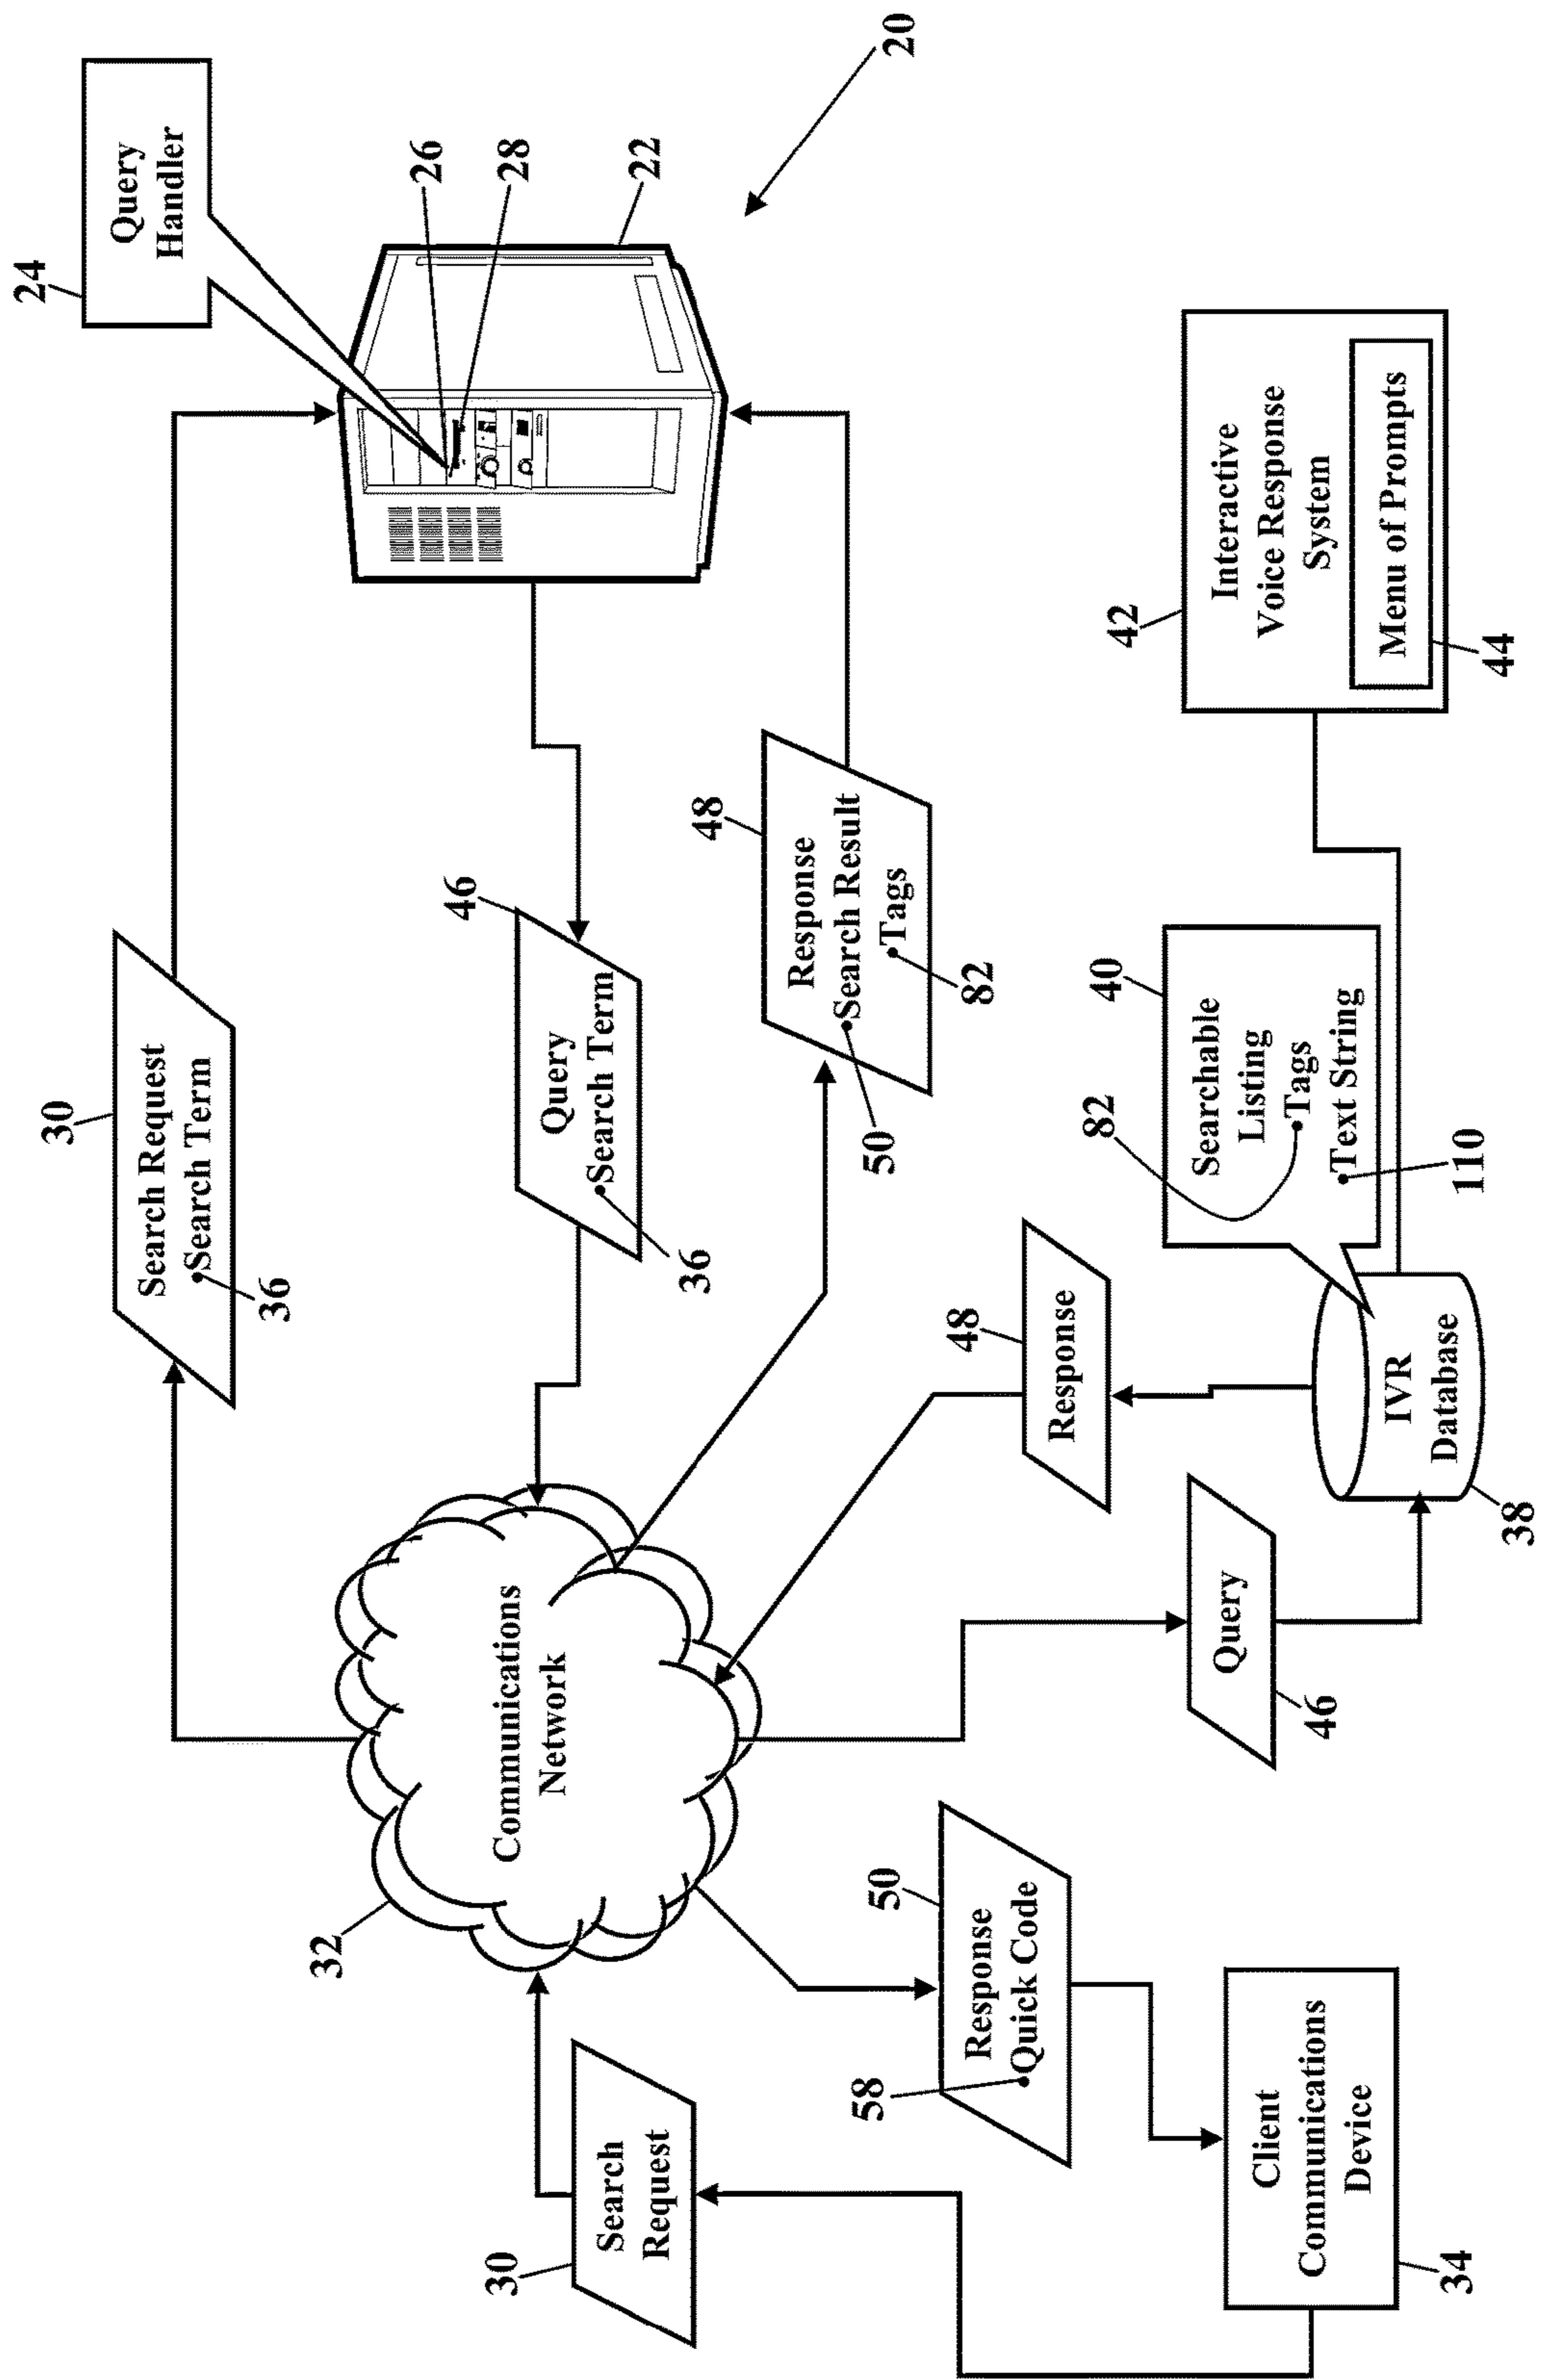 24
Query
Handler
26
28
22
20
30
Search Request
Search Term
36
46
Query
Search Term
36
48
Response
Search Result
Tags
50
82
32
Communications
Network
30
Search
Request
50
Response
Quick Code
58
34
Client
Communications
Device
46
Query
48
Response
38
IVR
Database
40
Searchable
Listing
Tags
Text String
82
110
42
Interactive
Voice Response
System
Menu of Prompts
44